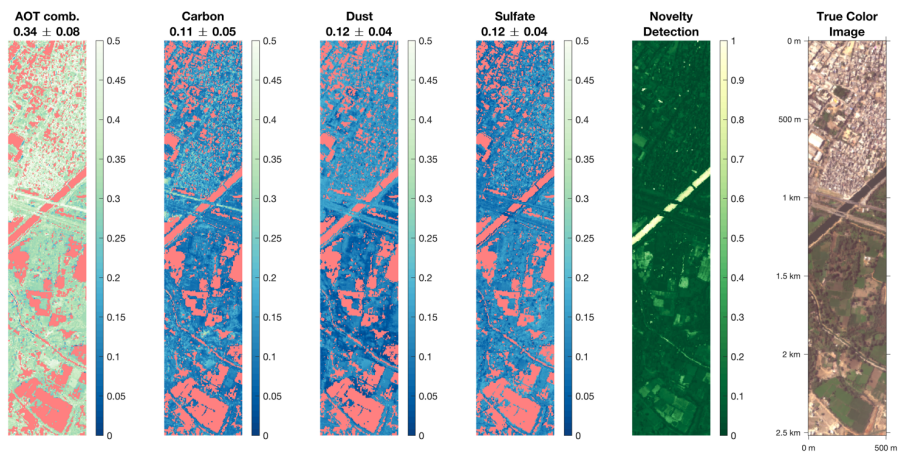 AOT comb.
0.34 ± 0.08
Carbon
0.11 ± 0.05
Dust
0.12 ± 0.04
Sulfate
0.12 ± 0.04
Novelty
Detection
True Color
Image
0.5
0.45
0.4
0.35
0.3
0.25
0.2
0.15
0.1
0.05
0
0.5
0.45
0.4
0.35
0.3
0.25
0.2
0.15
0.1
0.05
0
0.5
0.45
0.4
0.35
0.3
0.25
0.2
0.15
0.1
0.05
0
0.5
0.45
0.4
0.35
0.3
0.25
0.2
0.15
0.1
0.05
0
1
0.9
0.8
0.7
0.6
0.5
0.4
0.3
0.2
0.1
0
0 m
500 m
1 km
1.5 km
2 km
2.5 km
0 m 500 m